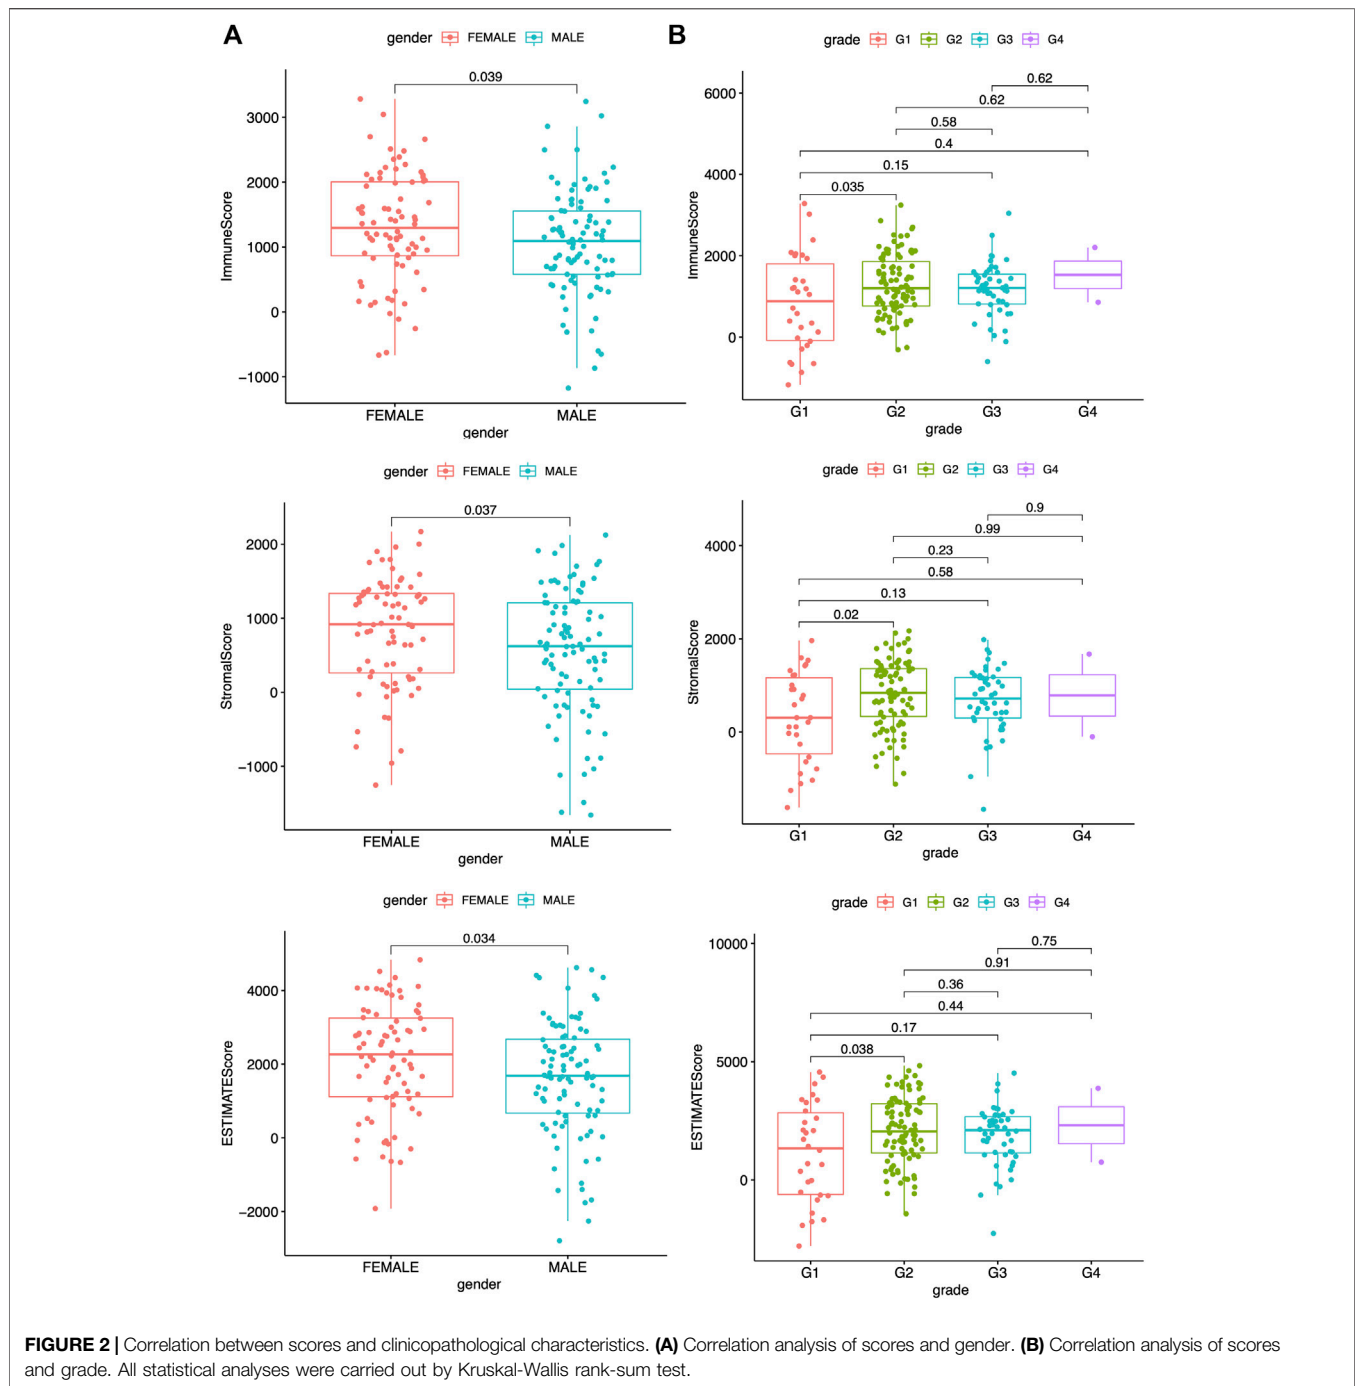 A
gender FEMALE MALE
0.039
3000
2000
1000
0
−1000
ImmuneScore
FEMALE MALE
gender
B
grade G1 G2 G3 G4
0.62
0.62
0.58
0.4
0.15
0.035
6000
4000
2000
0
ImmuneScore
G1 G2 G3 G4
grade
gender FEMALE MALE
0.037
2000
1000
0
−1000
StromalScore
FEMALE MALE
gender
grade G1 G2 G3 G4
0.9
0.99
0.23
0.58
0.13
0.02
4000
2000
0
StromalScore
G1 G2 G3 G4
grade
gender FEMALE MALE
0.034
4000
2000
0
−2000
ESTIMATEScore
FEMALE MALE
gender
grade G1 G2 G3 G4
0.75
0.91
0.36
0.44
0.17
0.038
10000
5000
0
ESTIMATEScore
G1 G2 G3 G4
grade
FIGURE 2 | Correlation between scores and clinicopathological characteristics. (A) Correlation analysis of scores and gender. (B) Correlation analysis of scores
and grade. All statistical analyses were carried out by Kruskal-Wallis rank-sum test.